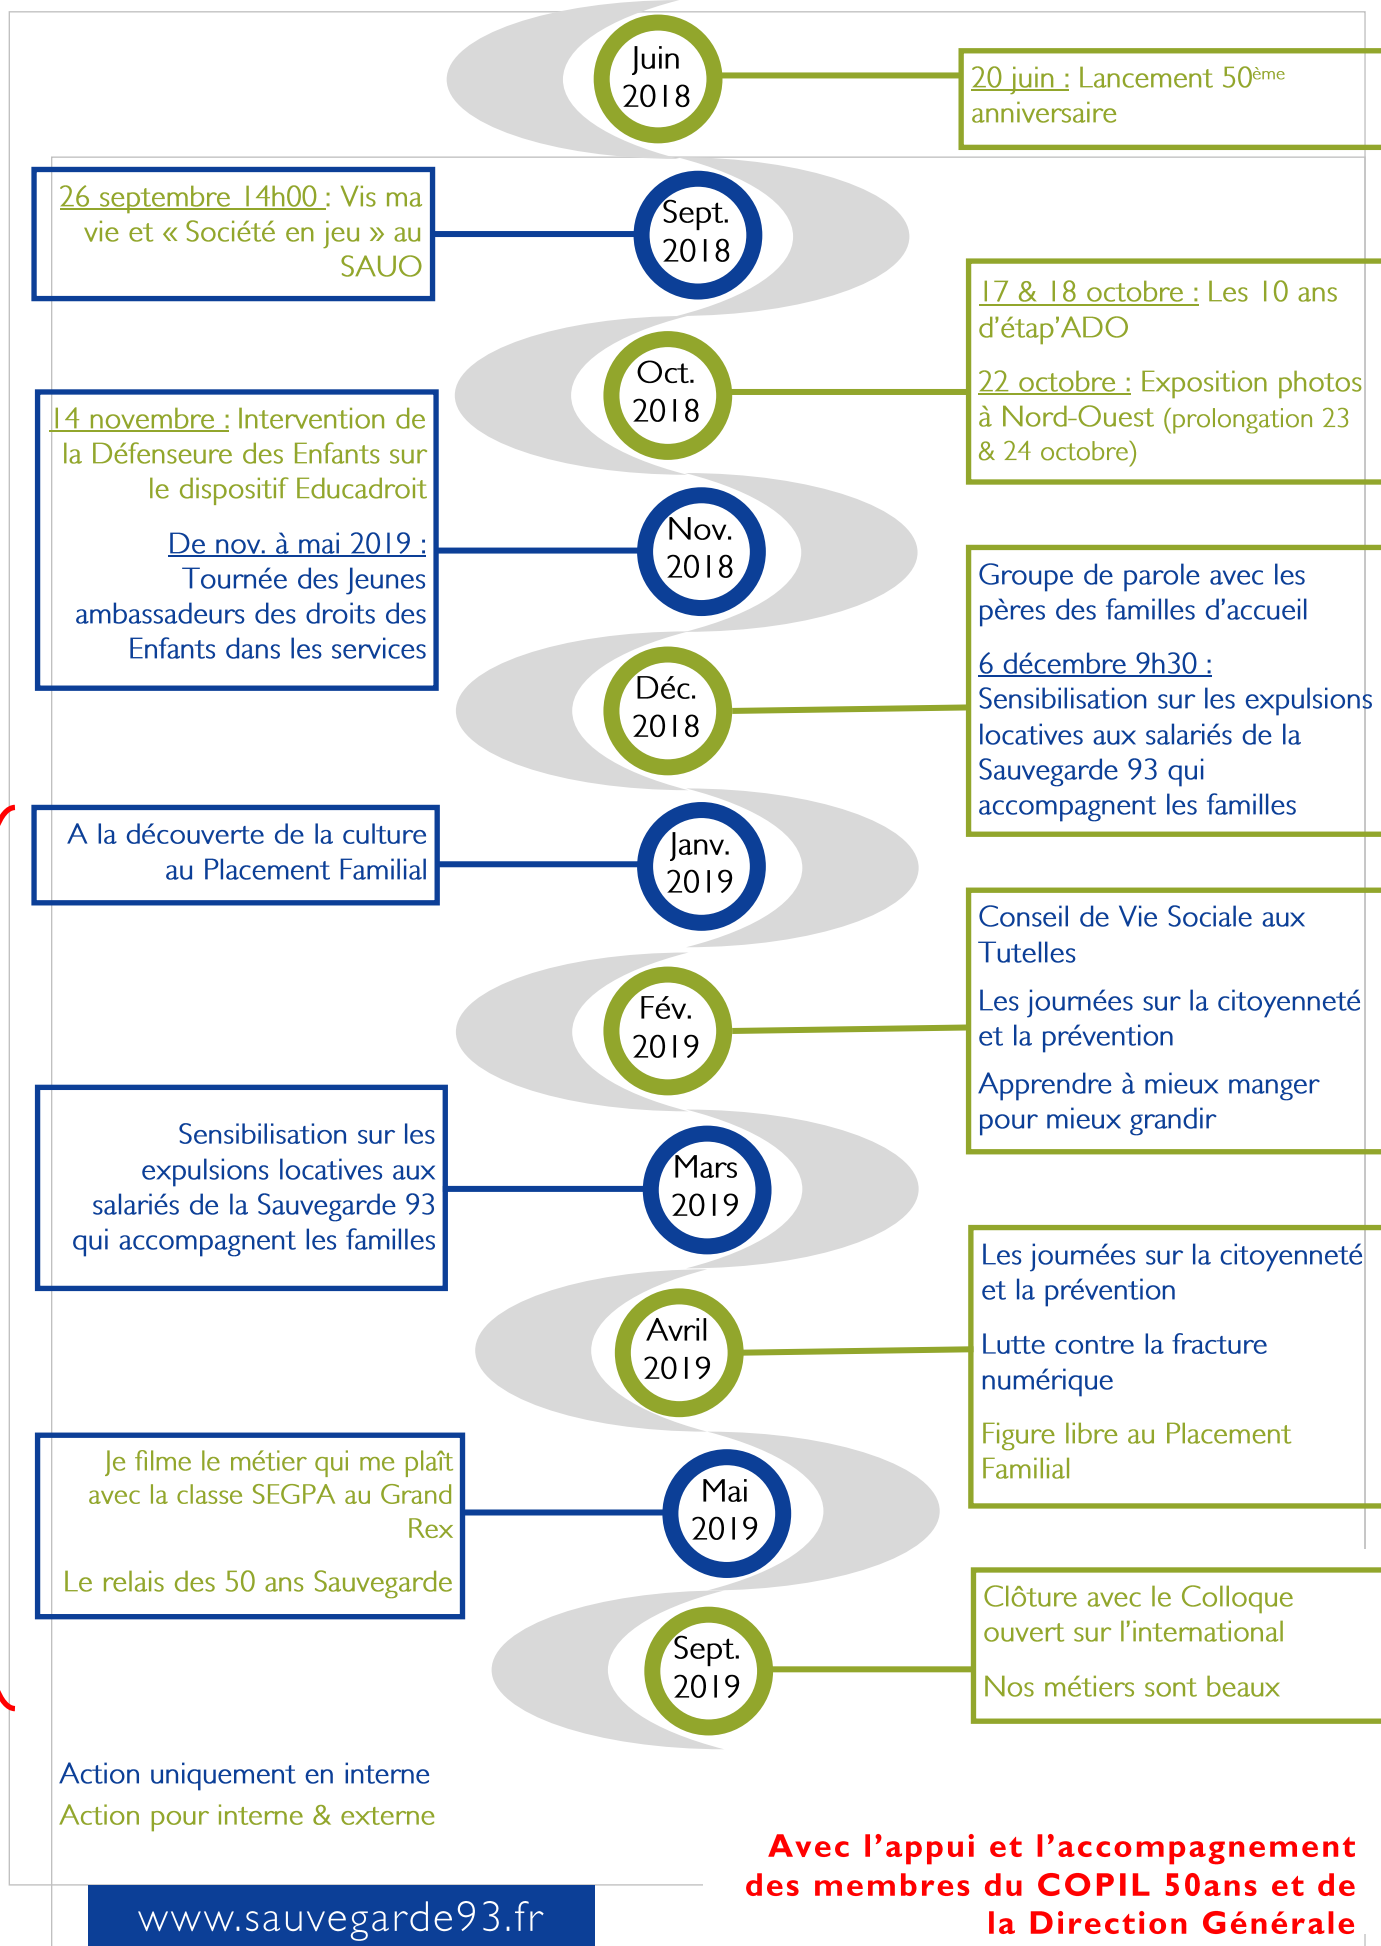 Juin
2018
20 juin : Lancement 50ème
anniversaire
26 septembre 14h00 : Vis ma
vie et « Société en jeu » au
SAUO
Sept.
2018
17 & 18 octobre : Les 10 ans
d'étap'ADO
22 octobre : Exposition photos
à Nord-Ouest (prolongation 23
& 24 octobre)
Oct.
2018
14 novembre : Intervention de
la Défenseure des Enfants sur
le dispositif Educadroit
De nov. à mai 2019 :
Tournée des Jeunes
ambassadeurs des droits des
Enfants dans les services
Nov.
2018
Groupe de parole avec les
pères des familles d'accueil
6 décembre 9h30 :
Sensibilisation sur les expulsions
locatives aux salariés de la
Sauvegarde 93 qui
accompagnent les familles
Déc.
2018
A la découverte de la culture
au Placement Familial
Janv.
2019
Conseil de Vie Sociale aux
Tutelles
Les journées sur la citoyenneté
et la prévention
Apprendre à mieux manger
pour mieux grandir
Fév.
2019
Sensibilisation sur les
expulsions locatives aux
salariés de la Sauvegarde 93
qui accompagnent les familles
Mars
2019
Les journées sur la citoyenneté
et la prévention
Lutte contre la fracture
numérique
Figure libre au Placement
Familial
Avril
2019
Je filme le métier qui me plaît
avec la classe SEGPA au Grand
Rex
Le relais des 50 ans Sauvegarde
Mai
2019
Clôture avec le Colloque
ouvert sur l'international
Nos métiers sont beaux
Sept.
2019
Action uniquement en interne
Action pour interne & externe
Avec l'appui et l'accompagnement
des membres du COPIL 50ans et de
la Direction Générale
www.sauvegarde93.fr